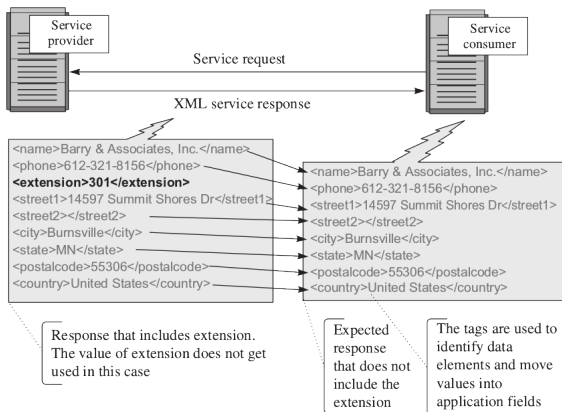 Service
provider
Service
consumer
Service request
XML service response
<name>Barry & Associates, Inc.</name>
<phone>612-321-8156</phone>
<extension>301</extension>
<street1>14597 Summit Shores Dr</street1>
<street2></street2>
<city>Burnsville</city>
<state>MN</state>
<postalcode>55306</postalcode>
<country>United States</country>
<name>Barry & Associates, Inc.</name>
<phone>612-321-8156</phone>
<street1>14597 Summit Shores Dr</street1>
<street2></street2>
<city>Burnsville</city>
<state>MN</state>
<postalcode>55306</postalcode>
<country>United States</country>
Response that includes extension.
The value of extension does not get
used in this case
Expected
response
that does not
include the
extension
The tags are used to
identify data
elements and move
values into
application fields